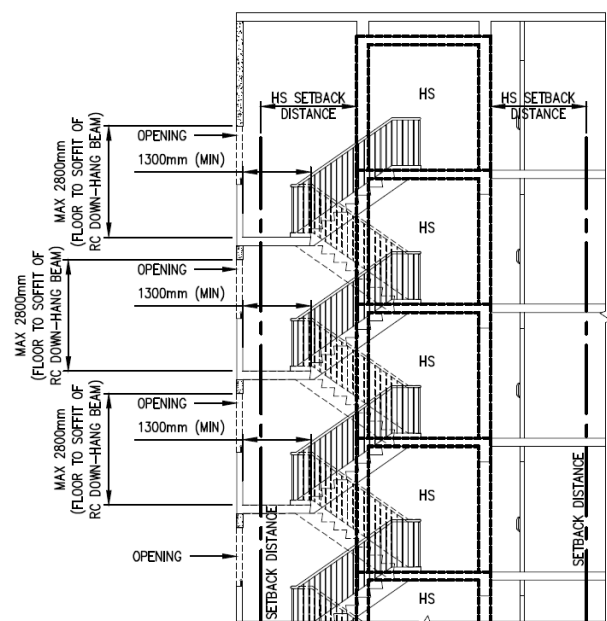 HS SETBACK
DISTANCE
HS
HS SETBACK
DISTANCE
OPENING
1300mm (MIN)
MAX 2800mm
(FLOOR TO SOFFIT OF
RC DOWN-HANG BEAM)
HS
OPENING
1300mm (MIN)
MAX 2800mm
(FLOOR TO SOFFIT OF
RC DOWN-HANG BEAM)
HS
OPENING
1300mm (MIN)
MAX 2800mm
(FLOOR TO SOFFIT OF
RC DOWN-HANG BEAM)
HS
OPENING
SETBACK DISTANCE
SETBACK DISTANCE
HS